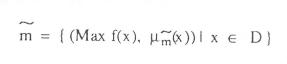 m̃ = { (Max f(x), μm̃(x)) | x ∈ D }